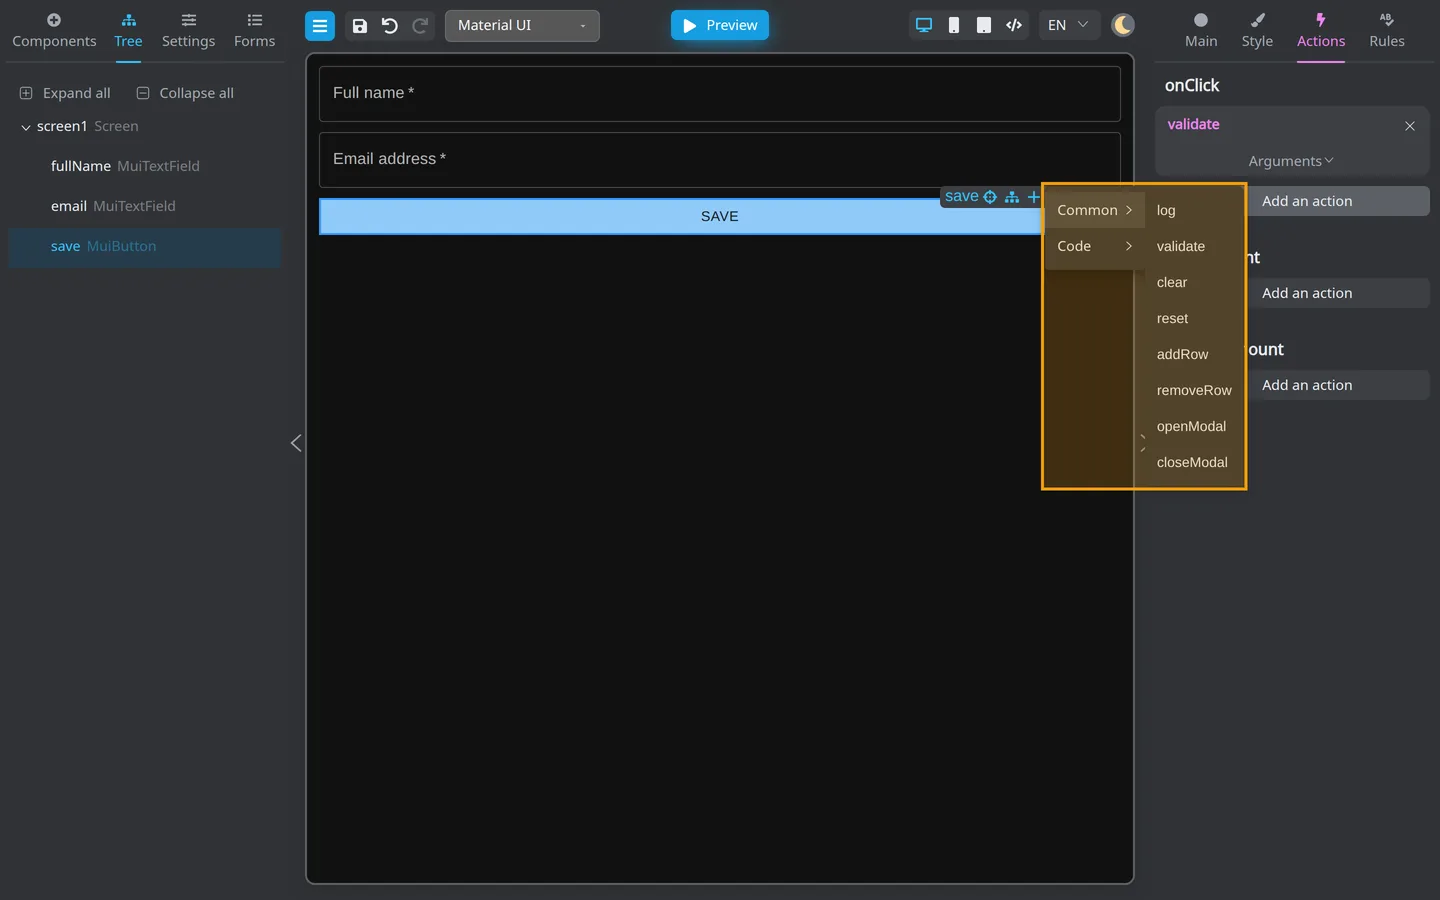 Components Tree Settings Forms
Material UI
Preview
EN
Main Style Actions Rules
Expand all Collapse all
screen1 Screen
fullName MuiTextField
email MuiTextField
save MuiButton
Full name *
Email address *
save
SAVE
onClick
validate
Arguments
Add an action
nt
Add an action
ount
Add an action
Common
Code
log
validate
clear
reset
addRow
removeRow
openModal
closeModal